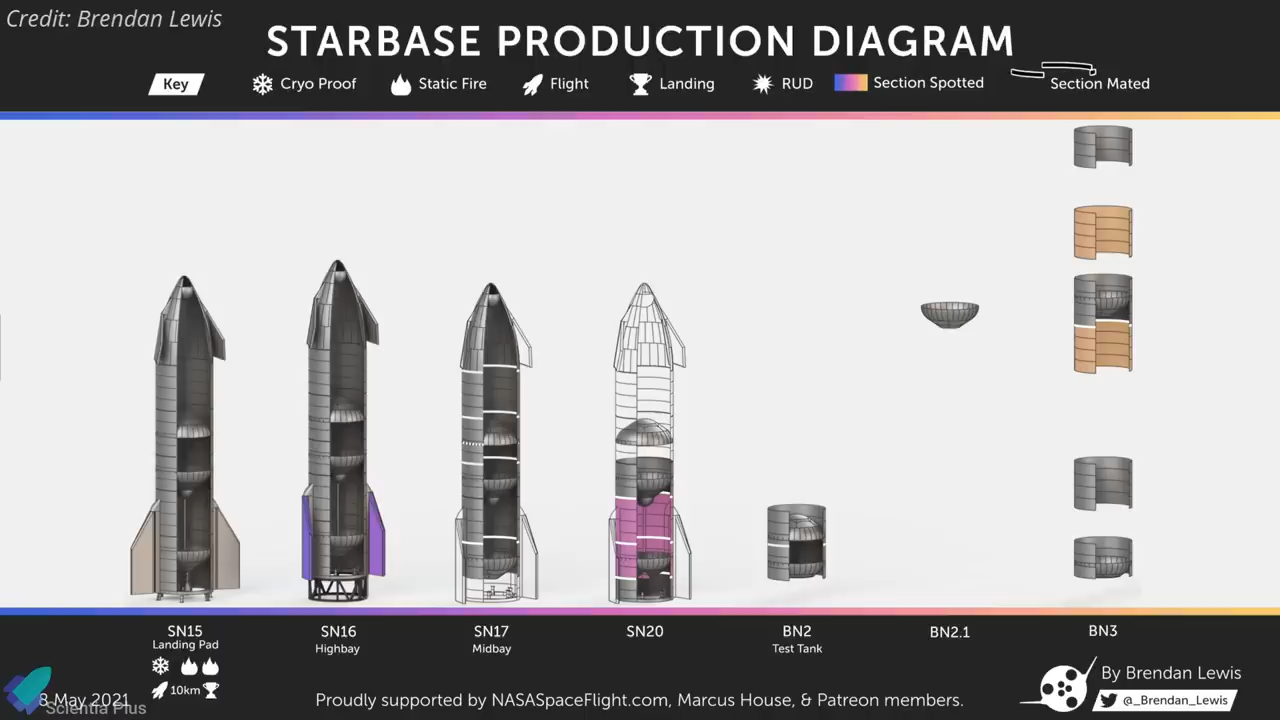 Credit: Brendan Lewis
STARBASE PRODUCTION DIAGRAM
Key
Cryo Proof
Static Fire
Flight
Landing
RUD
Section Spotted
Section Mated
SN15
Landing Pad
10km
SN16
Highbay
SN17
Midbay
SN20
BN2
Test Tank
BN2.1
BN3
8 May 2021
Scientia Plus
Proudly supported by NASASpaceFlight.com, Marcus House, & Patreon members.
By Brendan Lewis
@_Brendan_Lewis